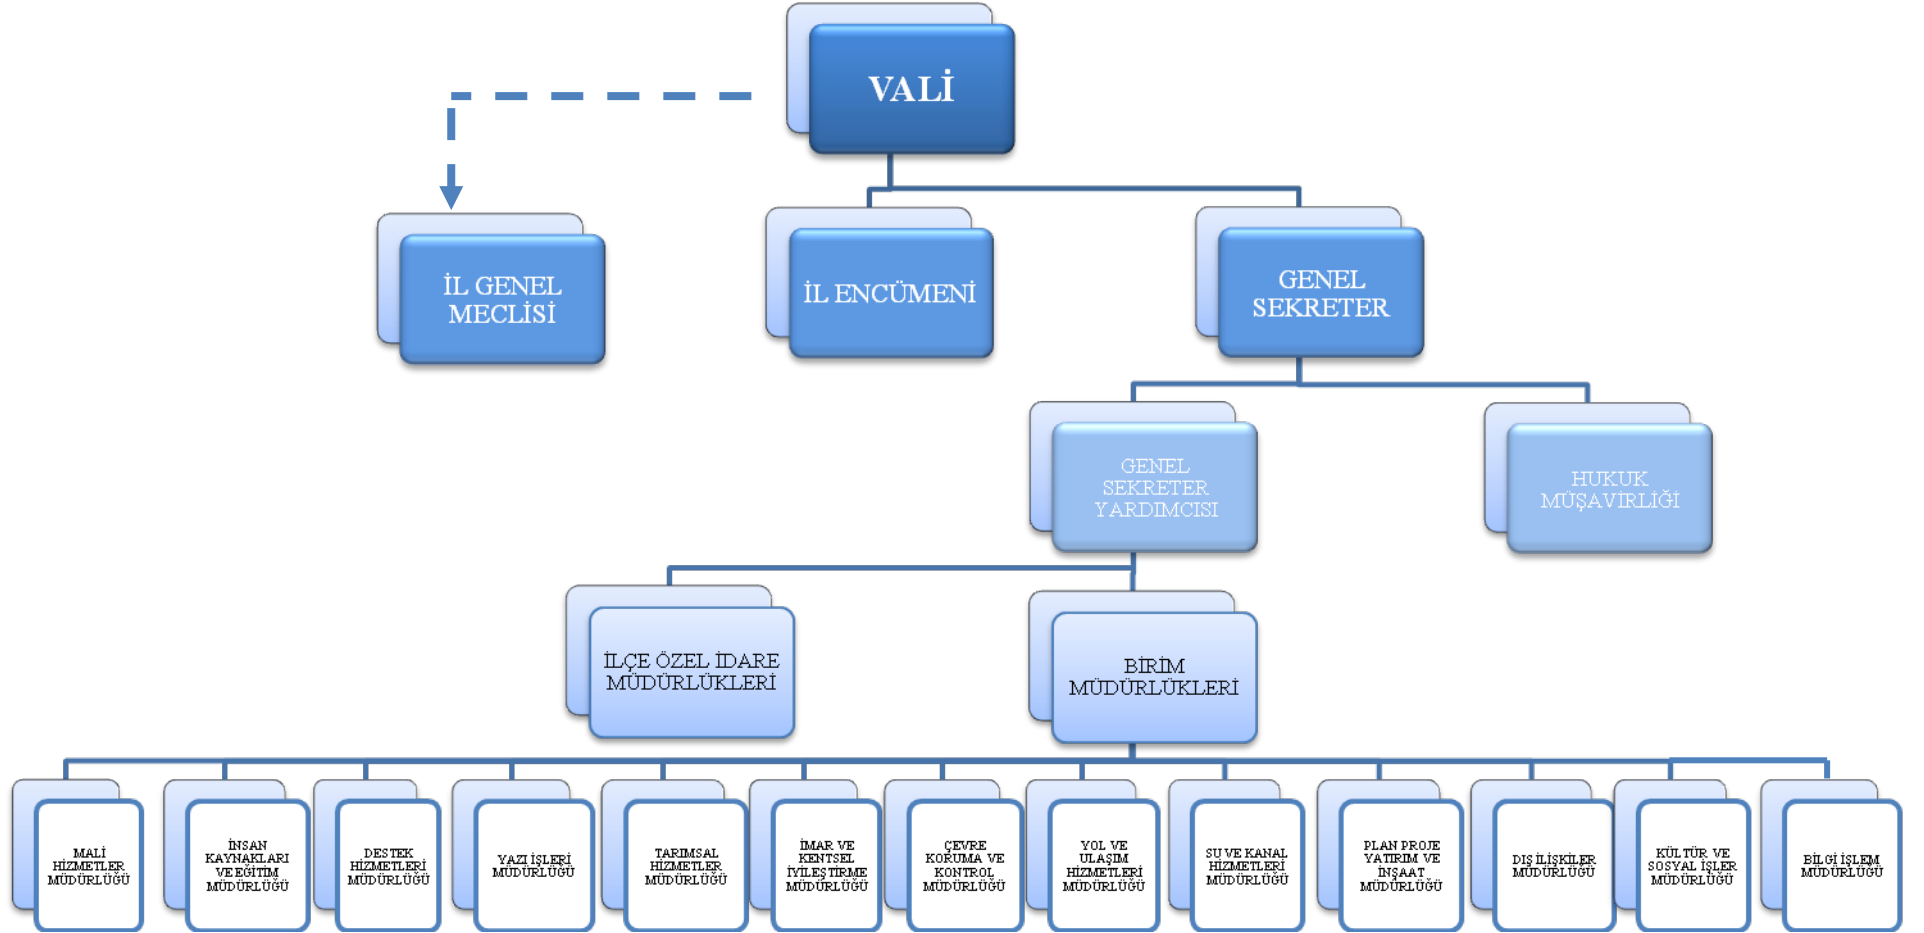 VALİ
İL GENEL
MECLİSİ
İL ENCÜMENİ
GENEL
SEKRETER
GENEL
SEKRETER
YARDIMCISI
HUKUK
MÜŞAVİRLİĞİ
İLÇE ÖZEL İDARE
MÜDÜRLÜKLERİ
BİRİM
MÜDÜRLÜKLERİ
MALİ
HİZMETLER
MÜDÜRLÜĞÜ
İNSAN
KAYNAKLARI
VE EĞİTİM
MÜDÜRLÜĞÜ
DESTEK
HİZMETLERİ
MÜDÜRLÜĞÜ
YAZI İŞLERİ
MÜDÜRLÜĞÜ
TARIMSAL
HİZMETLER
MÜDÜRLÜĞÜ
İMAR VE
KENTSEL
İYİLEŞTİRME
MÜDÜRLÜĞÜ
ÇEVRE
KORUMA VE
KONTROL
MÜDÜRLÜĞÜ
YOL VE
ULAŞIM
HİZMETLERİ
MÜDÜRLÜĞÜ
SU VE KANAL
HİZMETLERİ
MÜDÜRLÜĞÜ
PLAN PROJE
YATIRIM VE
İNŞAAT
MÜDÜRLÜĞÜ
DIŞ İLİŞKİLER
MÜDÜRLÜĞÜ
KÜLTÜR VE
SOSYAL İŞLER
MÜDÜRLÜĞÜ
BİLGİ İŞLEM
MÜDÜRLÜĞÜ